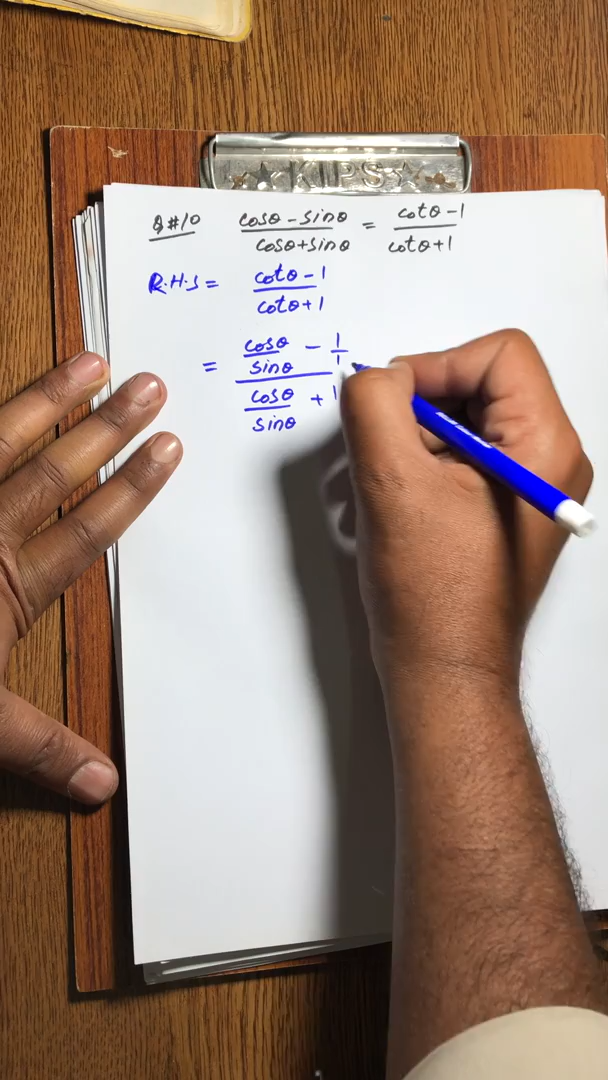 KIPS
Q#10 cosθ-sinθ/cosθ+sinθ = cotθ-1/cotθ+1
R.H.S = cotθ-1/cotθ+1
= cosθ/sinθ - 1/1 / cosθ/sinθ + 1